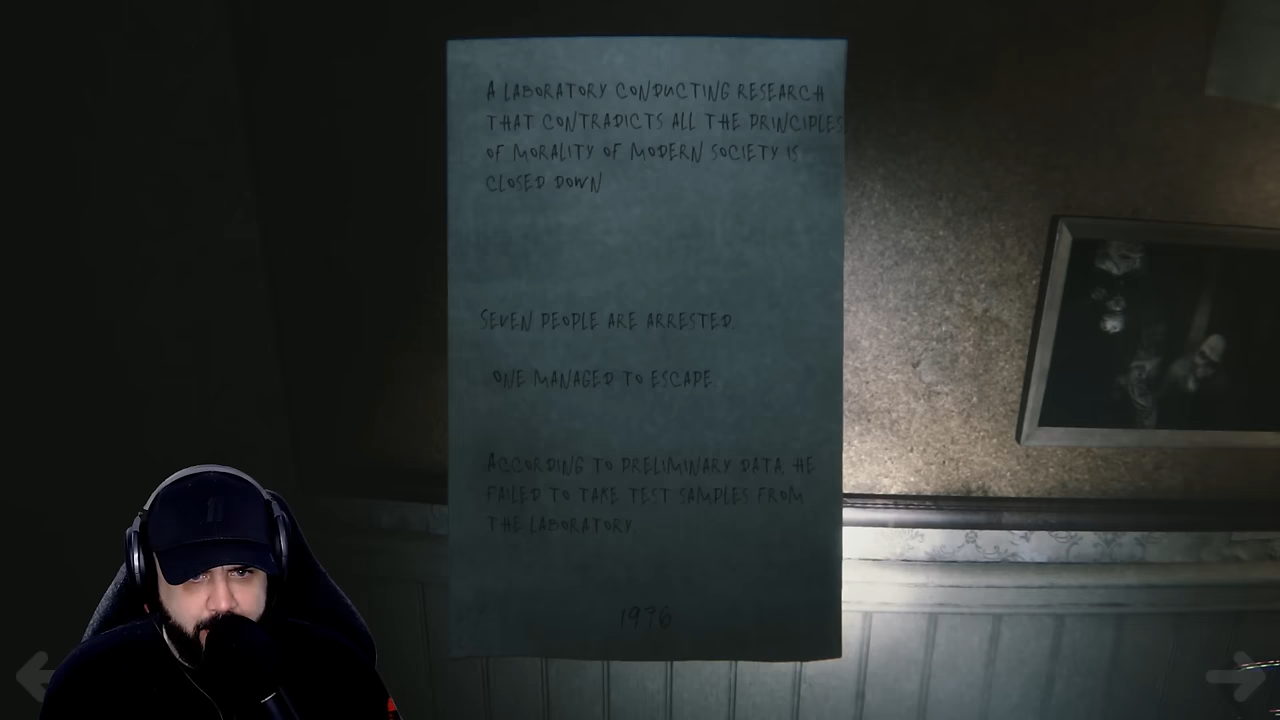 A LABORATORY CONDUCTING RESEARCH
THAT CONTRADICTS ALL THE PRINCIPLES
OF MORALITY OF MODERN SOCIETY IS
CLOSED DOWN
SEVEN PEOPLE ARE ARRESTED.
ONE MANAGED TO ESCAPE
ACCORDING TO PRELIMINARY DATA, HE
FAILED TO TAKE TEST SAMPLES FROM
THE LABORATORY.
1976